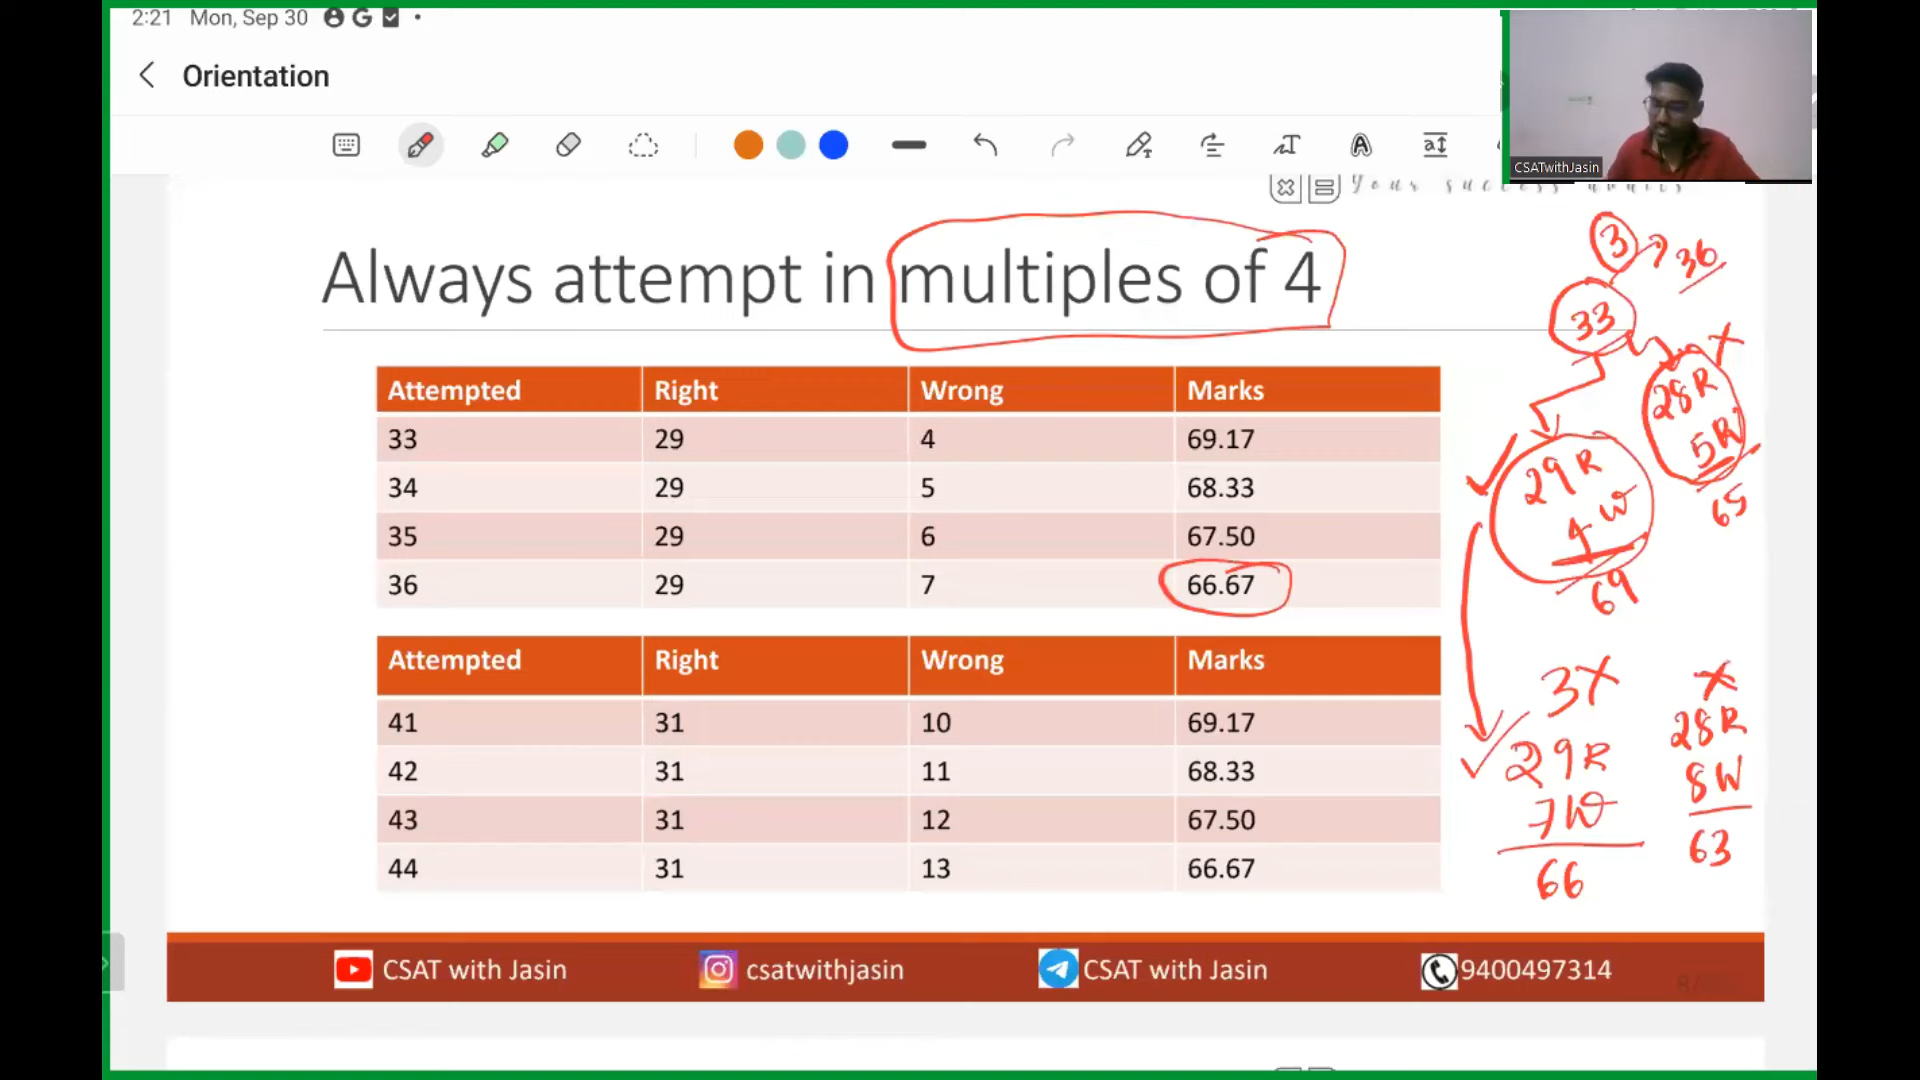 2:21 Mon, Sep 30
Orientation
CSATwithJasin
Your success
Always attempt in multiples of 4
Attempted Right Wrong Marks
33 29 4 69.17
34 29 5 68.33
35 29 6 67.50
36 29 7 66.67
Attempted Right Wrong Marks
41 31 10 69.17
42 31 11 68.33
43 31 12 67.50
44 31 13 66.67
3 → 36
33
X
28R
5R
65
29R
4W
69
3X
29R
7W
66
X
28R
8W
63
CSAT with Jasin csatwithjasin CSAT with Jasin 9400497314